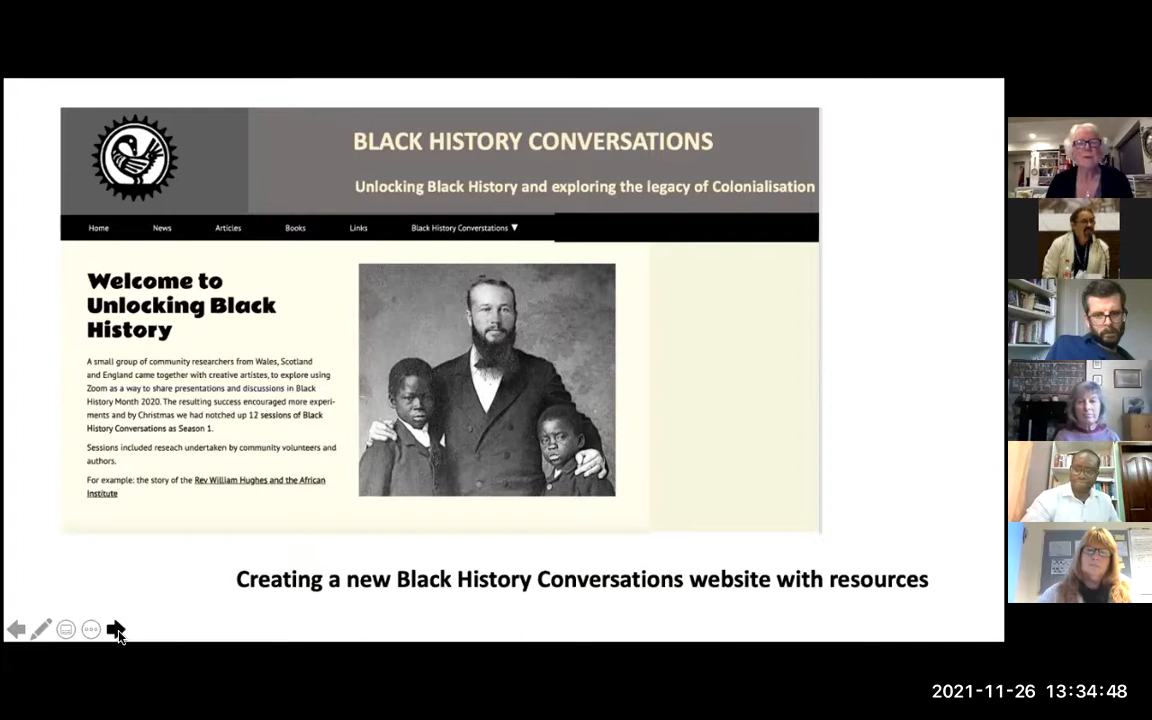 BLACK HISTORY CONVERSATIONS
Unlocking Black History and exploring the legacy of Colonialisation
Home News Articles Books Links Black History Converstations ▼
Welcome to
Unlocking Black
History
A small group of community researchers from Wales, Scotland
and England came together with creative artistes, to explore using
Zoom as a way to share presentations and discussions in Black
History Month 2020. The resulting success encouraged more experi-
ments and by Christmas we had notched up 12 sessions of Black
History Conversations as Season 1.
Sessions included reseach undertaken by community volunteers and
authors.
For example: the story of the Rev William Hughes and the African
Institute
Creating a new Black History Conversations website with resources
2021-11-26 13:34:48